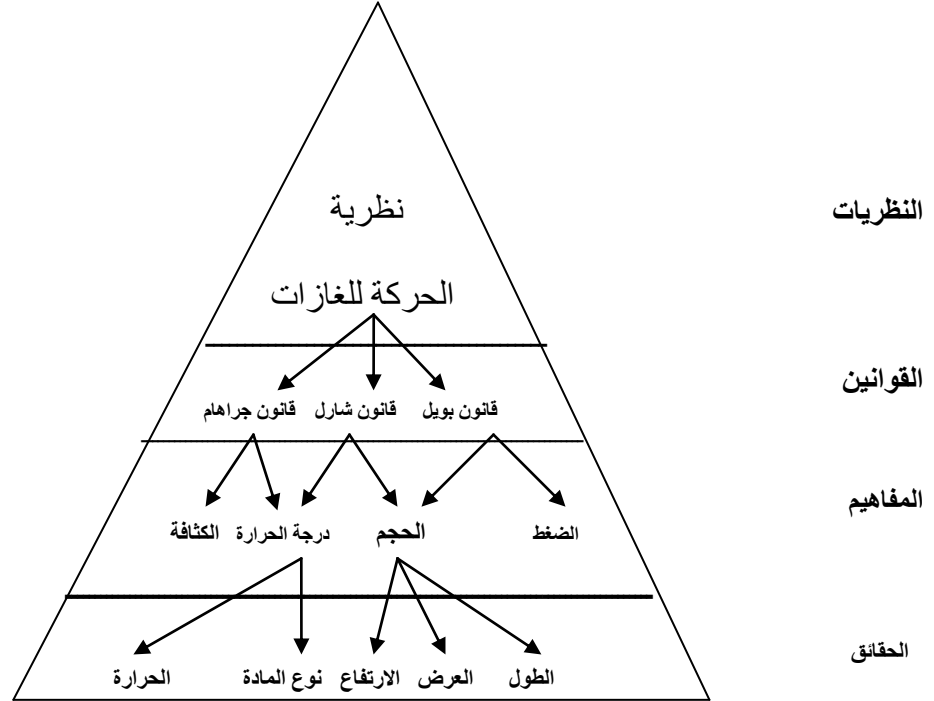 نظرية
النظريات
الحركة للغازات
القوانين
قانون بويل
قانون شارل
قانون جراهام
المفاهيم
الضغط
الحجم
درجة الحرارة
الكثافة
الحقائق
الطول
العرض
الارتفاع
نوع المادة
الحرارة